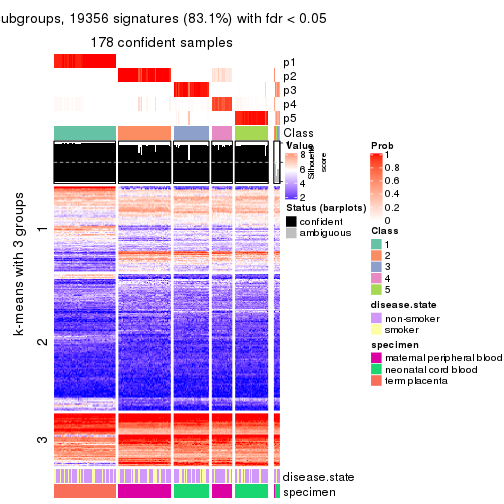 ubgroups, 19356 signatures (83.1%) with fdr < 0.05
178 confident samples
p1
p2
p3
p4
p5
Class
Value
8
6
4
2
Silhouette
score
Status (barplots)
confident
ambiguous
Prob
1
0.8
0.6
0.4
0.2
0
Class
1
2
3
4
5
disease.state
non-smoker
smoker
specimen
maternal peripheral blood
neonatal cord blood
term placenta
k-means with 3 groups
1
2
3
disease.state
specimen